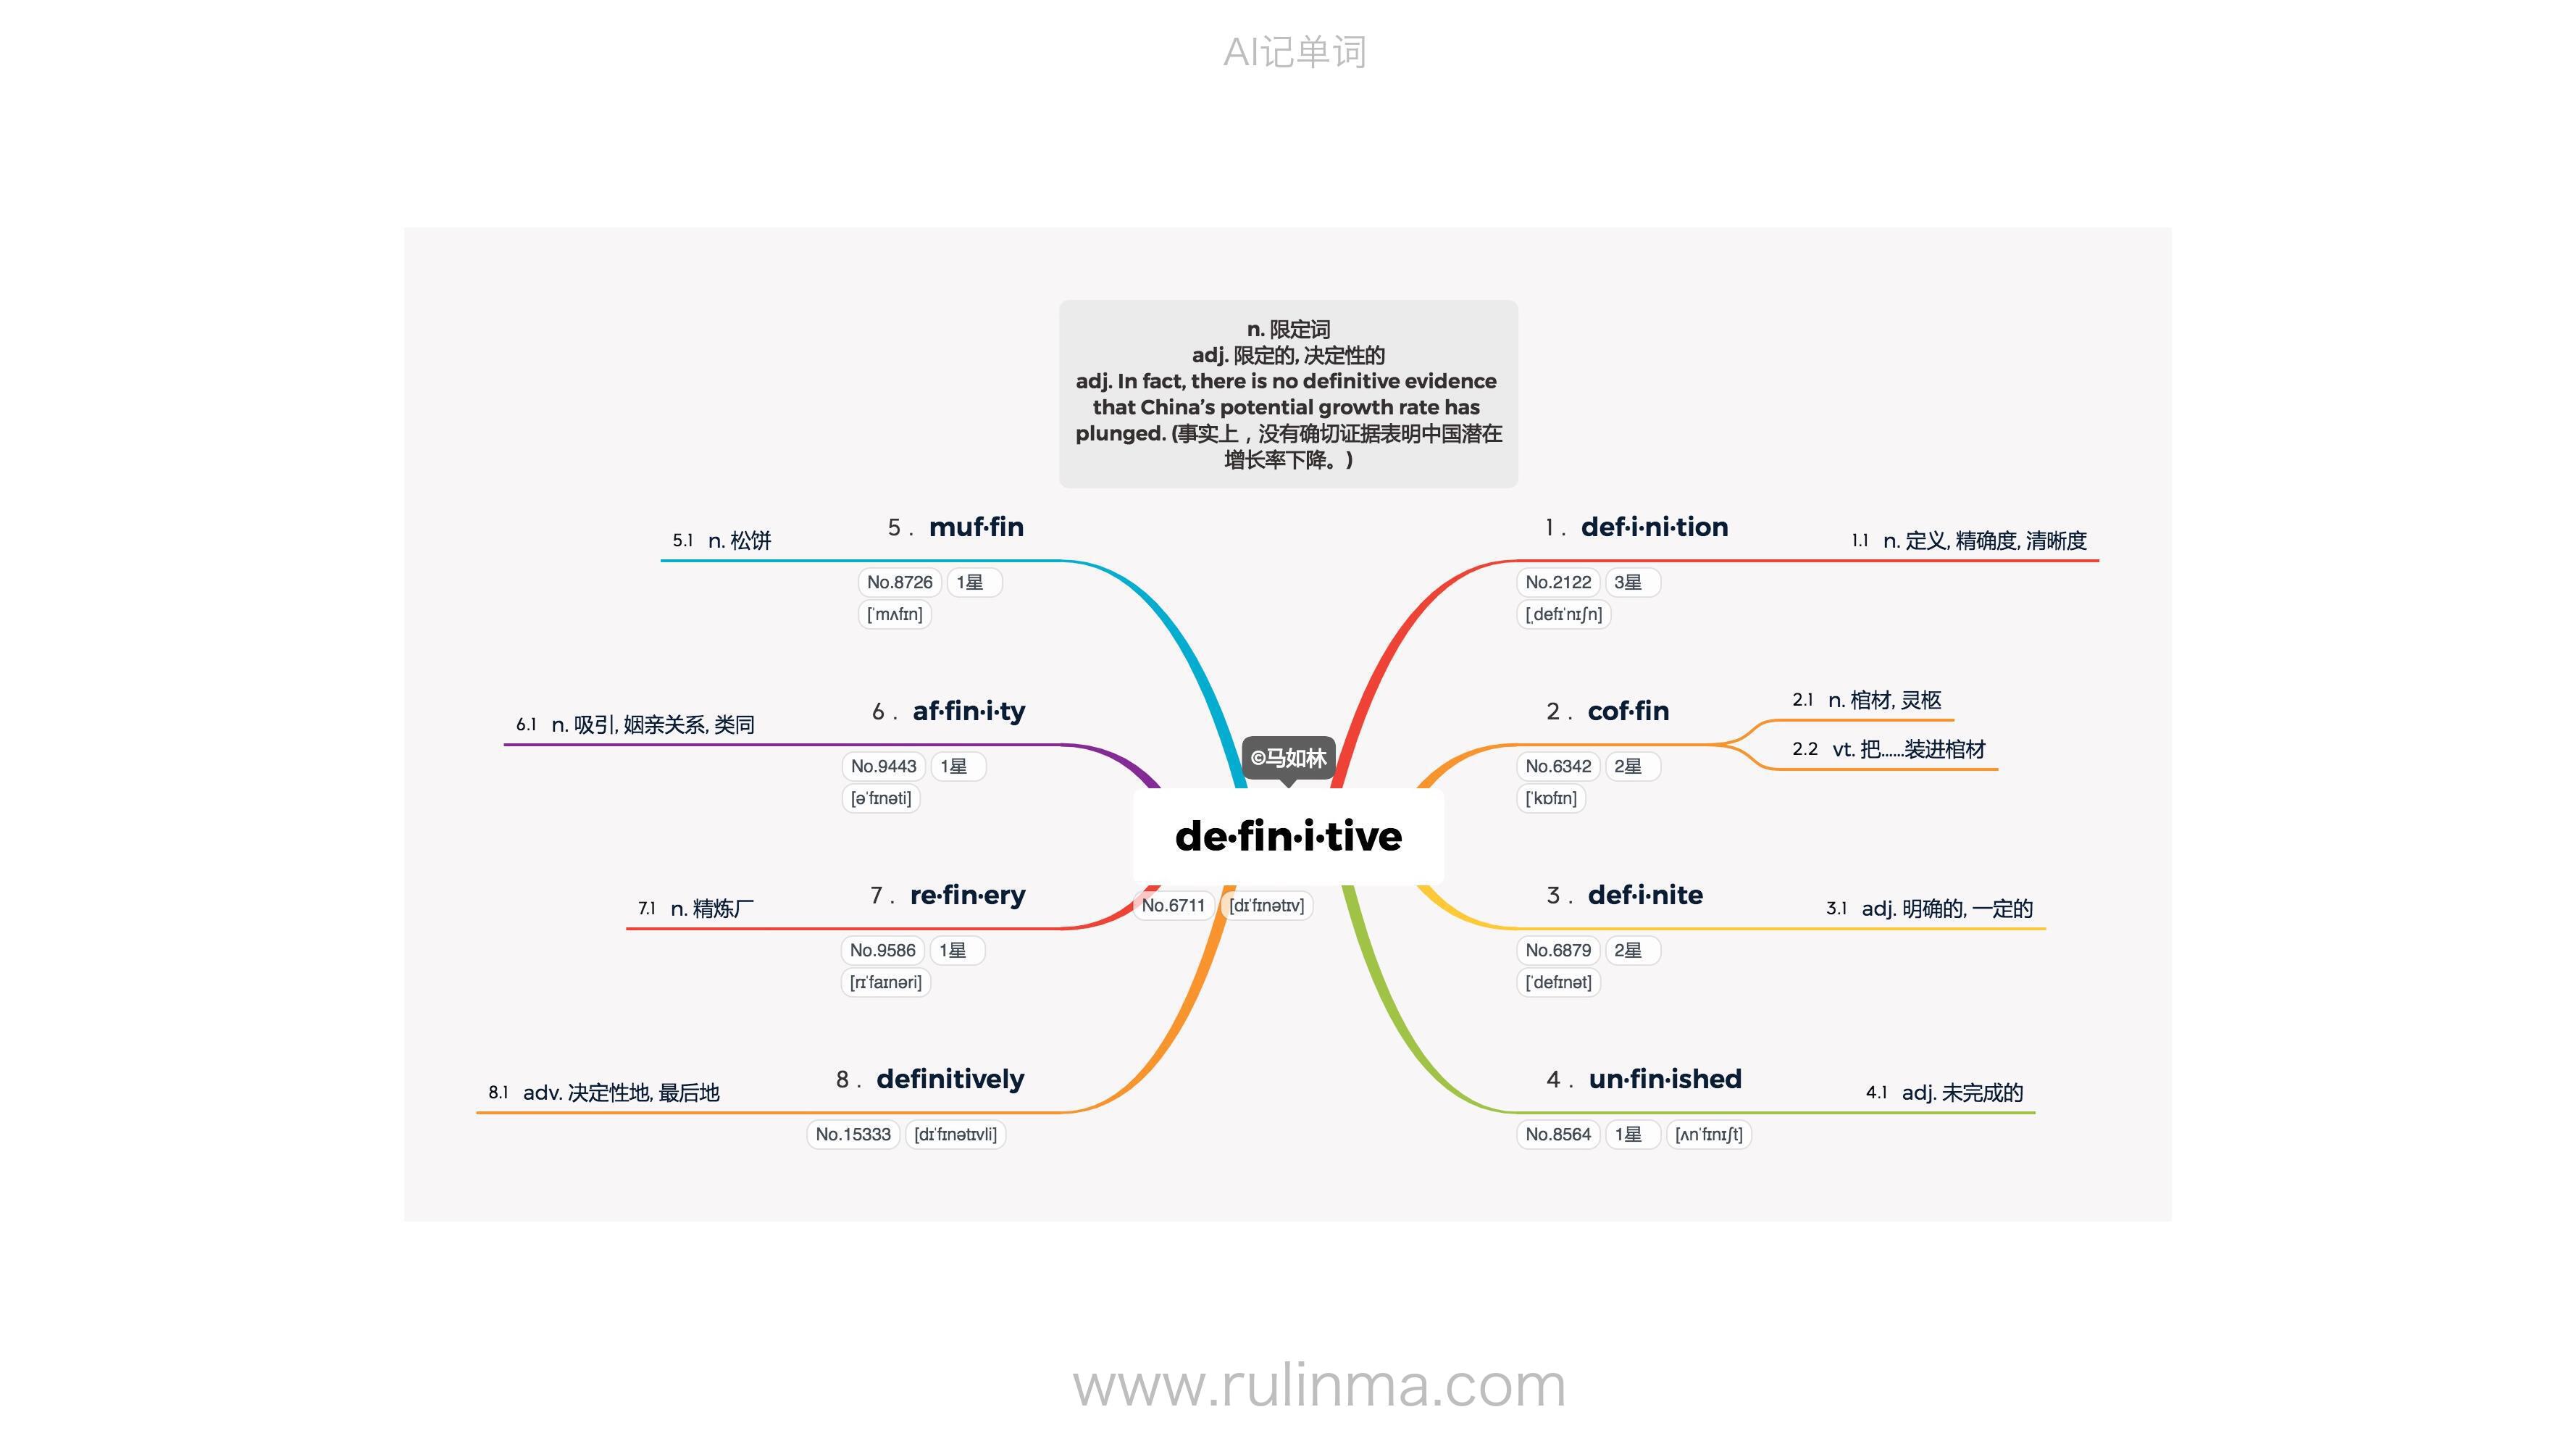 AI记单词
n. 限定词
adj. 限定的, 决定性的
adj. In fact, there is no definitive evidence
that China’s potential growth rate has
plunged. (事实上，没有确切证据表明中国潜在
增长率下降。)
5 . muf·fin
5.1 n. 松饼
No.8726 1星
[ˈmʌfɪn]
6 . af·fin·i·ty
6.1 n. 吸引, 姻亲关系, 类同
No.9443 1星
[əˈfɪnəti]
7 . re·fin·ery
7.1 n. 精炼厂
No.9586 1星
[rɪˈfaɪnəri]
8 . definitively
8.1 adv. 决定性地, 最后地
No.15333 [dɪˈfɪnətɪvli]
©马如林
de·fin·i·tive
No.6711 [dɪˈfɪnətɪv]
1 . def·i·ni·tion
1.1 n. 定义, 精确度, 清晰度
No.2122 3星
[ˌdefɪˈnɪʃn]
2 . cof·fin
2.1 n. 棺材, 灵柩
2.2 vt. 把……装进棺材
No.6342 2星
[ˈkɒfɪn]
3 . def·i·nite
3.1 adj. 明确的, 一定的
No.6879 2星
[ˈdefɪnət]
4 . un·fin·ished
4.1 adj. 未完成的
No.8564 1星 [ʌnˈfɪnɪʃt]
www.rulinma.com